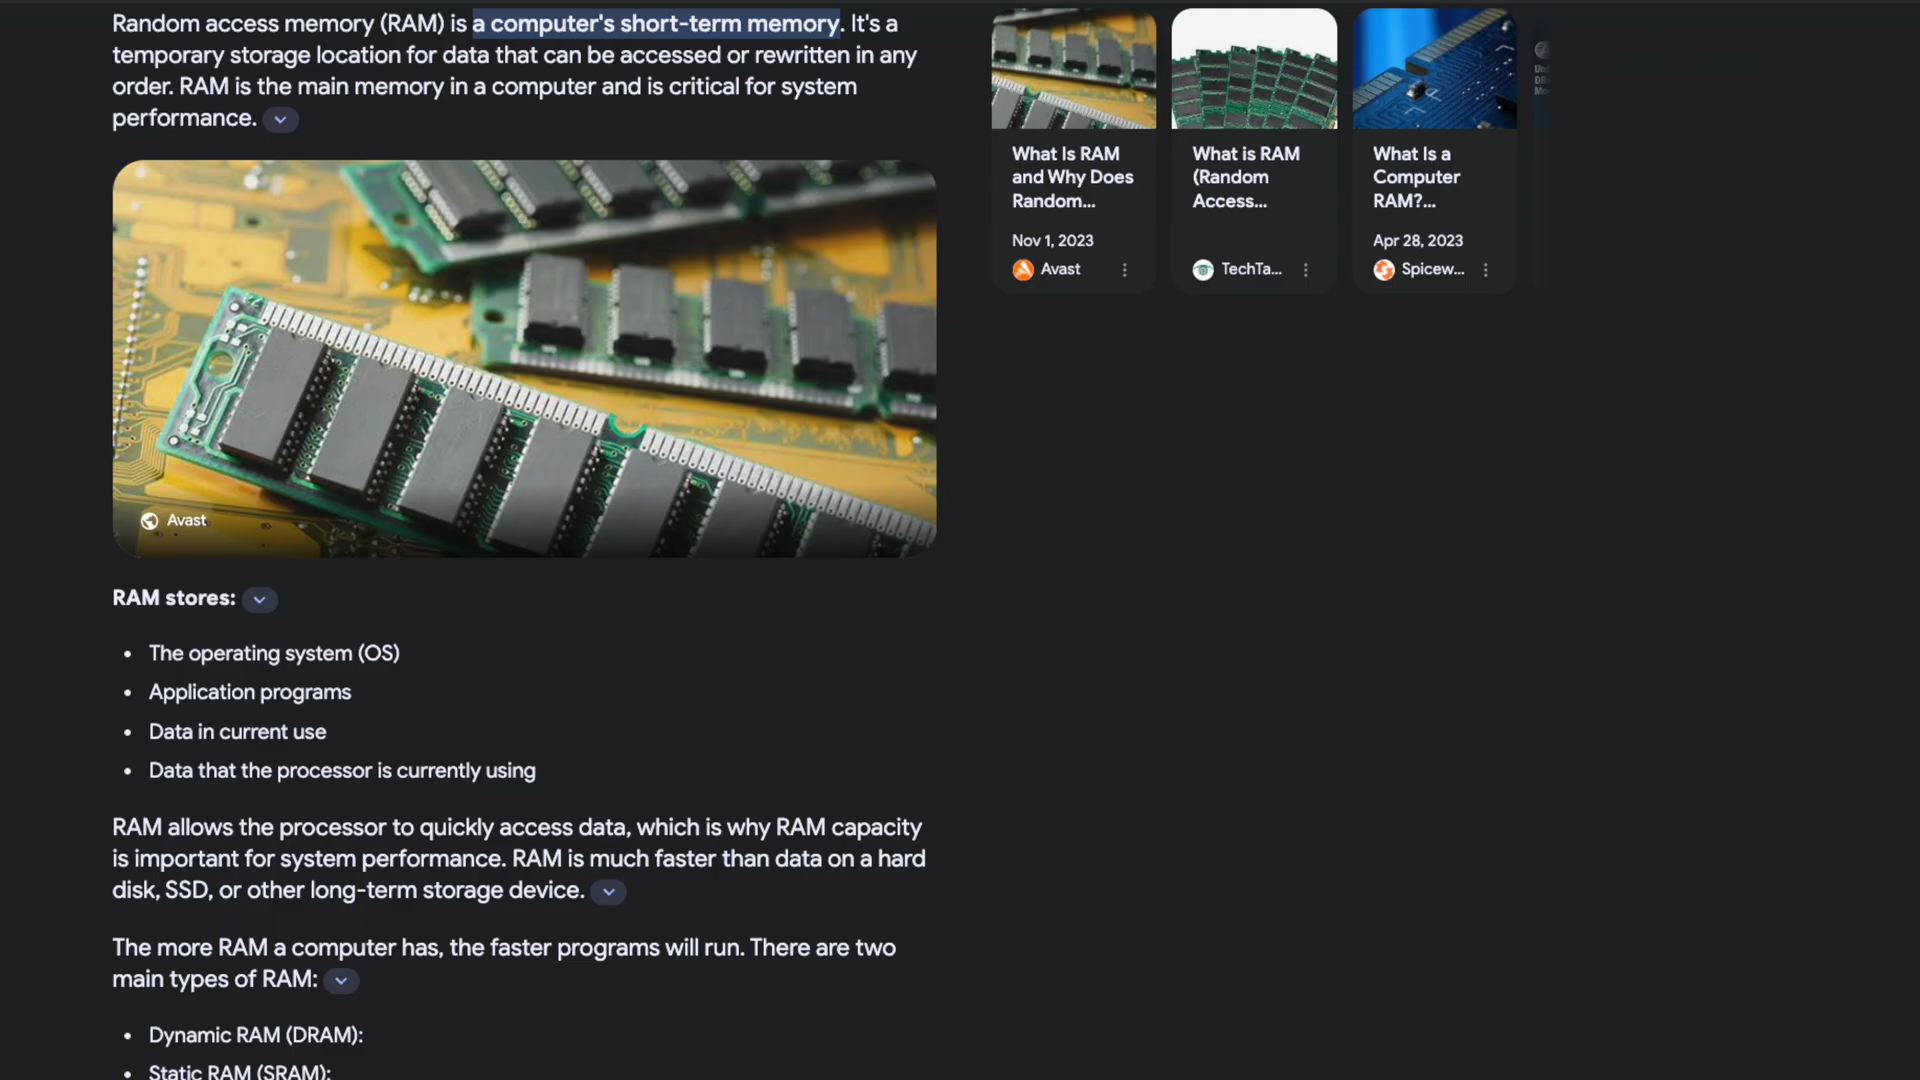 Random access memory (RAM) is a computer's short-term memory. It's a
temporary storage location for data that can be accessed or rewritten in any
order. RAM is the main memory in a computer and is critical for system
performance.
Avast
RAM stores:
• The operating system (OS)
• Application programs
• Data in current use
• Data that the processor is currently using
RAM allows the processor to quickly access data, which is why RAM capacity
is important for system performance. RAM is much faster than data on a hard
disk, SSD, or other long-term storage device.
The more RAM a computer has, the faster programs will run. There are two
main types of RAM:
• Dynamic RAM (DRAM):
• Static RAM (SRAM):
What Is RAM
and Why Does
Random...
Nov 1, 2023
Avast
What is RAM
(Random
Access...
TechTa...
What Is a
Computer
RAM?...
Apr 28, 2023
Spicew...